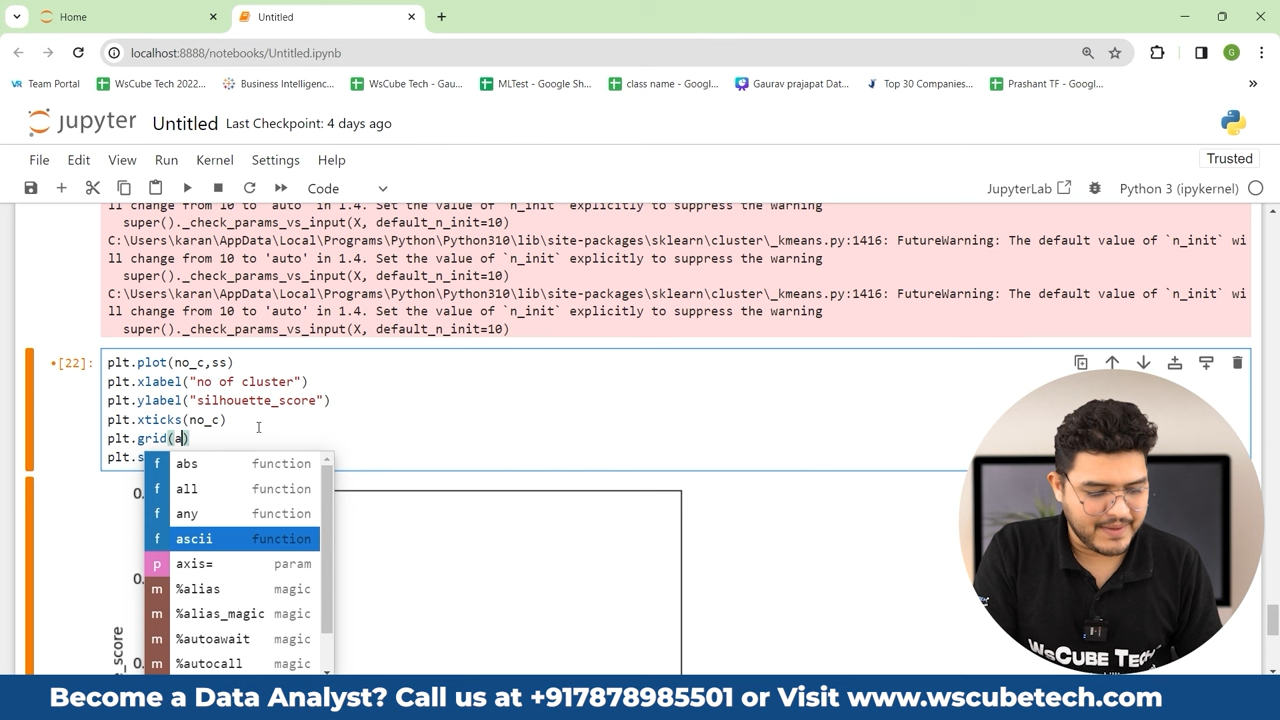 Home
Untitled
localhost:8888/notebooks/Untitled.ipynb
G
VR Team Portal
WsCube Tech 2022...
Business Intelligenc...
WsCube Tech - Gau...
MLTest - Google Sh...
class name - Googl...
Gaurav prajapat Dat...
Top 30 Companies...
Prashant TF - Googl...
jupyter Untitled Last Checkpoint: 4 days ago
File Edit View Run Kernel Settings Help
Trusted
Code
JupyterLab
Python 3 (ipykernel)
ll change from 10 to 'auto' in 1.4. Set the value of `n_init` explicitly to suppress the warning
super()._check_params_vs_input(X, default_n_init=10)
C:\Users\karan\AppData\Local\Programs\Python\Python310\lib\site-packages\sklearn\cluster\_kmeans.py:1416: FutureWarning: The default value of `n_init` wi
ll change from 10 to 'auto' in 1.4. Set the value of `n_init` explicitly to suppress the warning
super()._check_params_vs_input(X, default_n_init=10)
C:\Users\karan\AppData\Local\Programs\Python\Python310\lib\site-packages\sklearn\cluster\_kmeans.py:1416: FutureWarning: The default value of `n_init` wi
ll change from 10 to 'auto' in 1.4. Set the value of `n_init` explicitly to suppress the warning
super()._check_params_vs_input(X, default_n_init=10)
•[22]:
plt.plot(no_c,ss)
plt.xlabel("no of cluster")
plt.ylabel("silhouette_score")
plt.xticks(no_c)
plt.grid(a)
plt.s
f abs function
f all function
f any function
f ascii function
p axis= param
m %alias magic
m %alias_magic magic
m %autoawait magic
m %autocall magic
0.
0.
0.
e_score
WSCUBE TECH
Become a Data Analyst? Call us at +917878985501 or Visit www.wscubetech.com